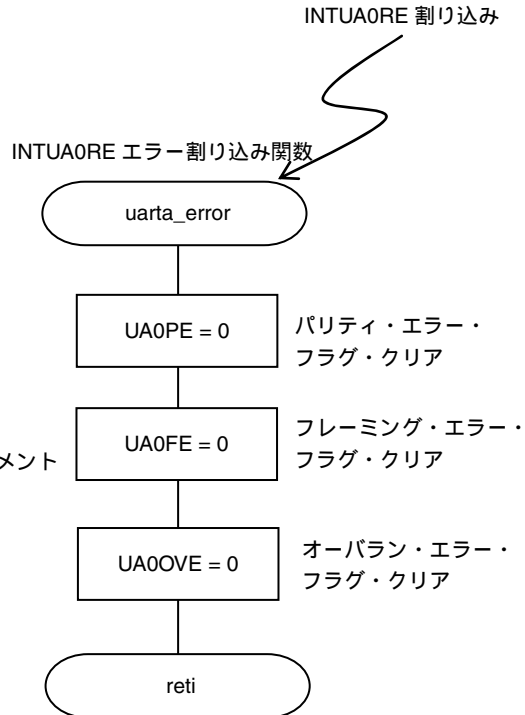 INTUA0RE 割り込み
INTUA0RE エラー割り込み関数
uarta_error
UA0PE = 0
パリティ・エラー・
フラグ・クリア
UA0FE = 0
フレーミング・エラー・
フラグ・クリア
メント
UA0OVE = 0
オーバラン・エラー・
フラグ・クリア
reti